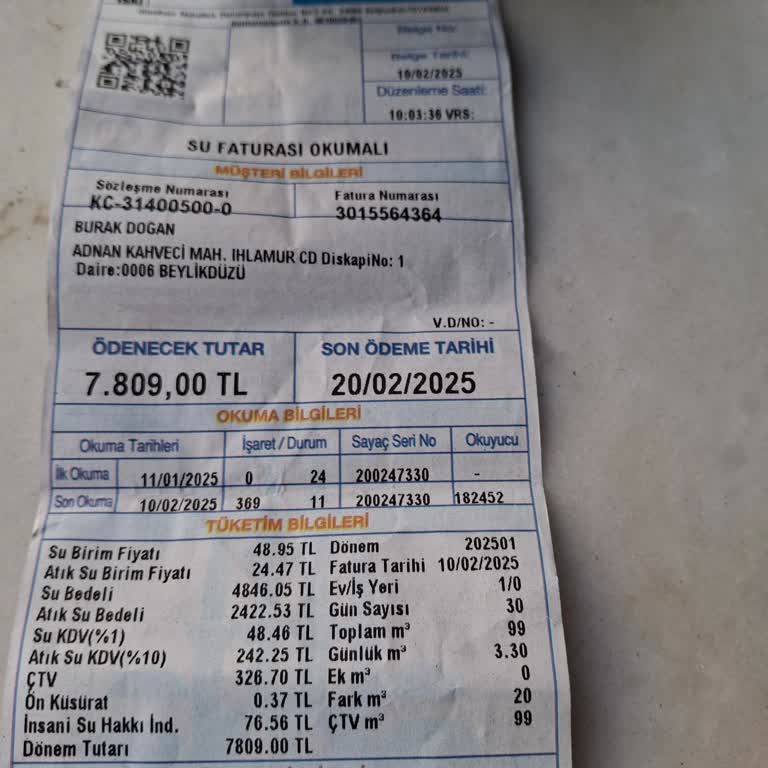 Belge No:
Belge Tarihi:
10/02/2025
Düzenleme Saati:
10:03:36 VRS:
SU FATURASI OKUMALI
MÜŞTERİ BİLGİLERİ
Sözleşme Numarası Fatura Numarası
KC-31400500-0 3015564364
BURAK DOGAN
ADNAN KAHVECİ MAH. IHLAMUR CD DiskapiNo: 1
Daire:0006 BEYLİKDÜZÜ
V.D/NO: -
ÖDENECEK TUTAR SON ÖDEME TARİHİ
7.809,00 TL 20/02/2025
OKUMA BİLGİLERİ
Okuma Tarihleri İşaret / Durum Sayaç Seri No Okuyucu
İlk Okuma 11/01/2025 0 24 200247330 -
Son Okuma 10/02/2025 369 11 200247330 182452
TÜKETİM BİLGİLERİ
Su Birim Fiyatı 48.95 TL Dönem 202501
Atık Su Birim Fiyatı 24.47 TL Fatura Tarihi 10/02/2025
Su Bedeli 4846.05 TL Ev/İş Yeri 1/0
Atık Su Bedeli 2422.53 TL Gün Sayısı 30
Su KDV(%1) 48.46 TL Toplam m³ 99
Atık Su KDV(%10) 242.25 TL Günlük m³ 3.30
ÇTV 326.70 TL Ek m³ 0
Ön Küsürat 0.37 TL Fark m³ 20
İnsani Su Hakkı İnd. 76.56 TL ÇTV m³ 99
Dönem Tutarı 7809.00 TL